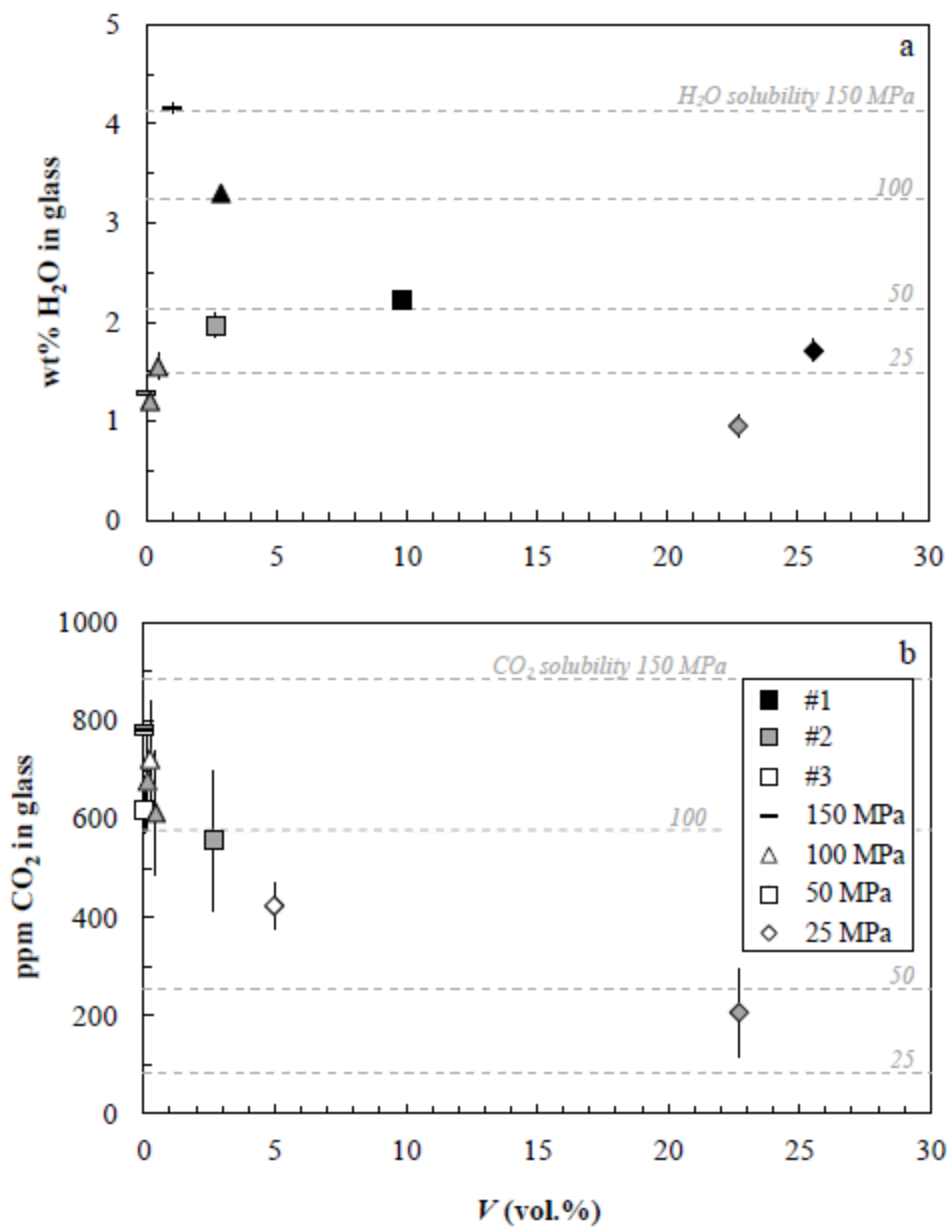 a
wt% H₂O in glass
5
4
3
2
1
0
H₂O solubility 150 MPa
100
50
25
0 5 10 15 20 25 30
b
ppm CO₂ in glass
1000
800
600
400
200
0
CO₂ solubility 150 MPa
100
50
25
#1
#2
#3
150 MPa
100 MPa
50 MPa
25 MPa
0 5 10 15 20 25 30
V (vol.%)